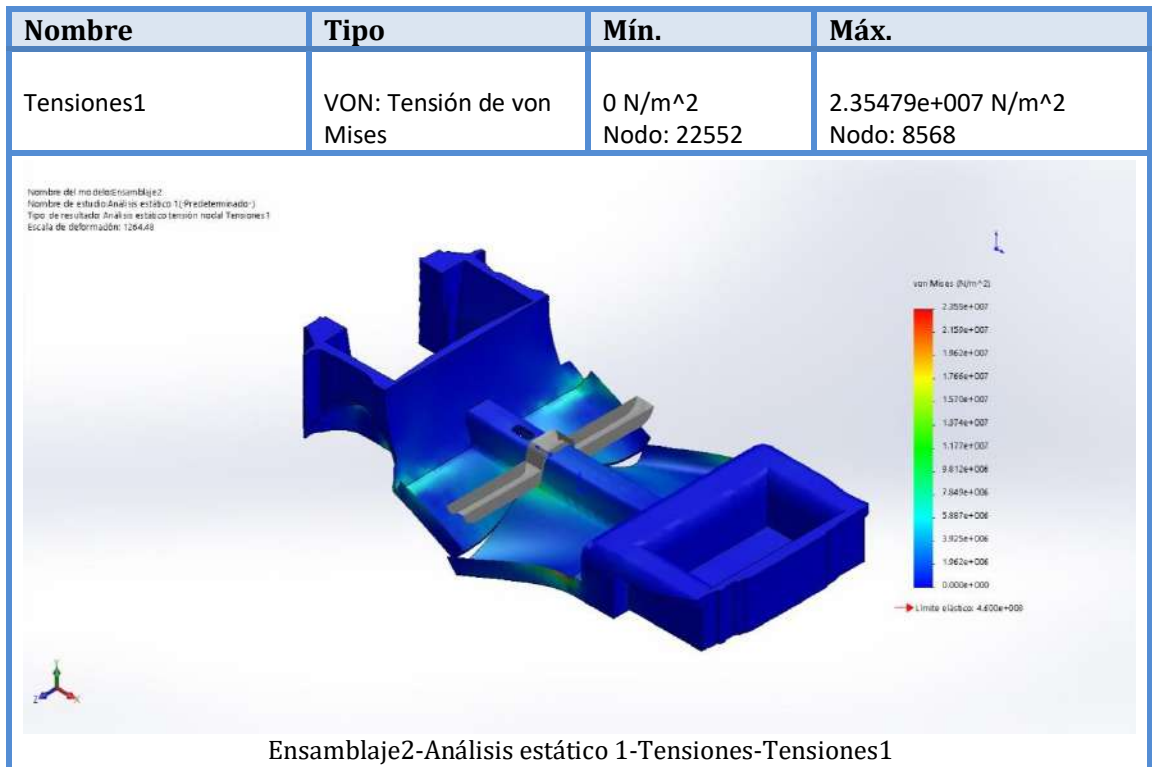 Nombre Tipo Mín. Máx.
Tensiones1 VON: Tensión de von Mises 0 N/m^2 Nodo: 22552 2.35479e+007 N/m^2 Nodo: 8568
Nombre del modelo:Ensamblaje2
Nombre de estudio:Análisis estático 1(-Predeterminado-)
Tipo de resultado: Análisis estático tensión nodal Tensiones1
Escala de deformación: 1264.48
von Mises (N/m^2)
2.355e+007
2.159e+007
1.962e+007
1.766e+007
1.570e+007
1.374e+007
1.177e+007
9.812e+006
7.849e+006
5.887e+006
3.925e+006
1.962e+006
0.000e+000
Límite elástico: 4.600e+008
Y
Z
X
Ensamblaje2-Análisis estático 1-Tensiones-Tensiones1